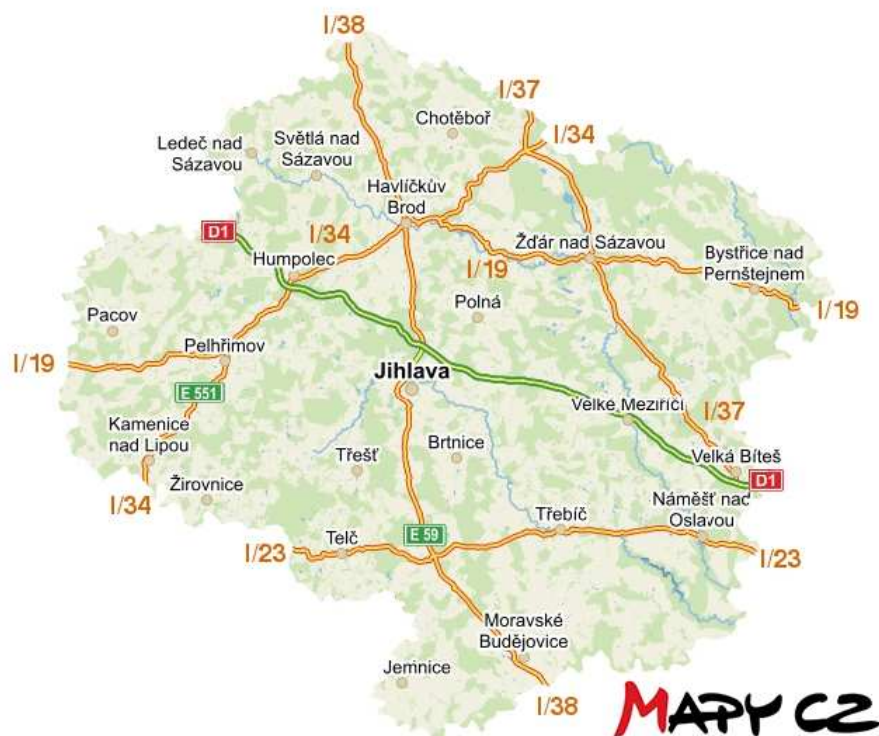 I/38
I/37
Chotěboř
I/34
Ledeč nad
Sázavou
Světlá nad
Sázavou
Havlíčkův
Brod
D1
I/34
Humpolec
Žďár nad Sázavou
Bystřice nad
Pernštejnem
I/19
Polná
I/19
Pacov
Pelhřimov
I/19
Jihlava
E 551
Velké Meziříčí
I/37
Kamenice
nad Lipou
Třešť
Brtnice
Velká Bíteš
D1
Žirovnice
I/34
Náměšť nad
Oslavou
Třebíč
Telč
E 59
I/23
I/23
Moravské
Budějovice
Jemnice
I/38
MAPY CZ